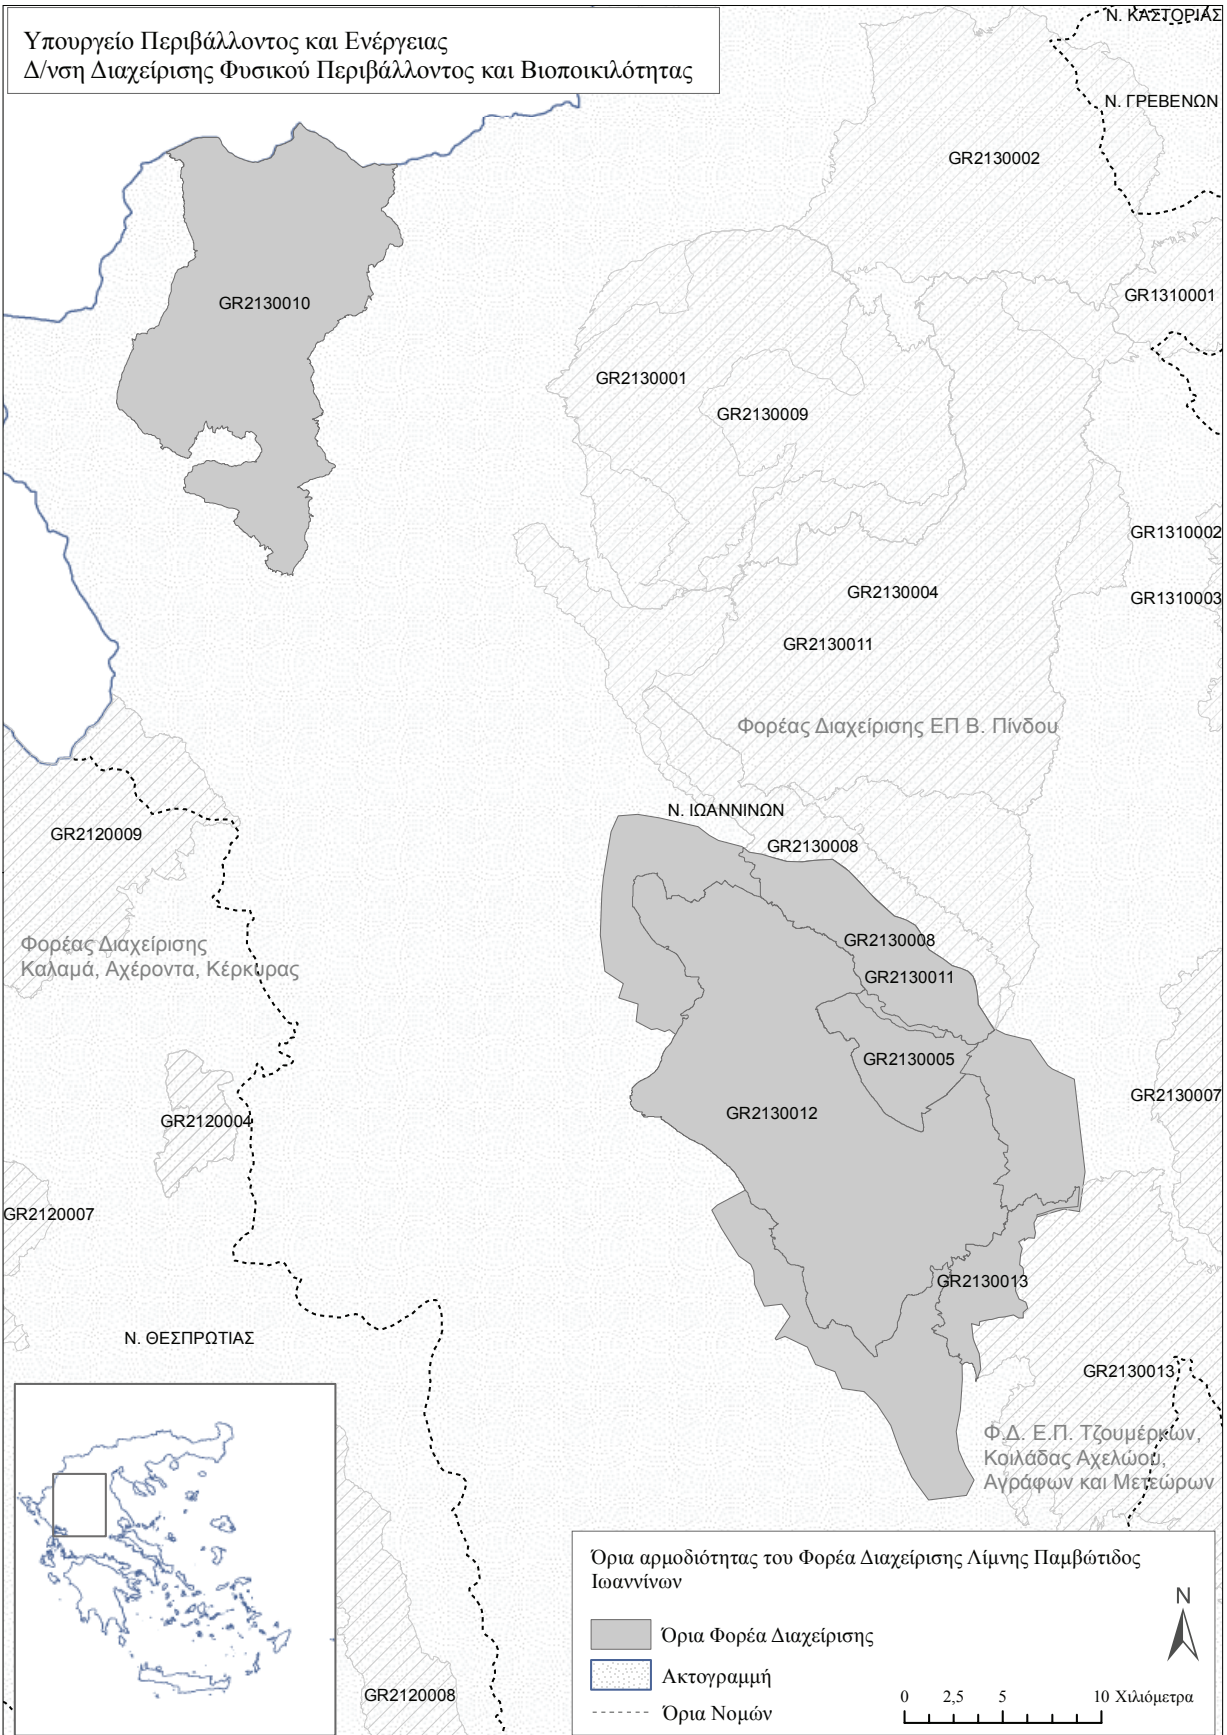 Υπουργείο Περιβάλλοντος και Ενέργειας
Δ/νση Διαχείρισης Φυσικού Περιβάλλοντος και Βιοποικιλότητας
Ν. ΚΑΣΤΟΡΙΑΣ
Ν. ΓΡΕΒΕΝΩΝ
GR2130002
GR2130010
GR1310001
GR2130001
GR2130009
GR1310002
GR2130004
GR1310003
GR2130011
Φορέας Διαχείρισης ΕΠ Β. Πίνδου
Ν. ΙΩΑΝΝΙΝΩΝ
GR2120009
GR2130008
GR2130008
Φορέας Διαχείρισης
Καλαμά, Αχέροντα, Κέρκυρας
GR2130011
GR2130005
GR2130007
GR2130012
GR2120004
GR2120007
GR2130013
Ν. ΘΕΣΠΡΩΤΙΑΣ
GR2130013
Φ.Δ. Ε.Π. Τζουμέρκων,
Κοιλάδας Αχελώου,
Αγράφων και Μετεώρων
GR2120008
Όρια αρμοδιότητας του Φορέα Διαχείρισης Λίμνης Παμβώτιδος
Ιωαννίνων
N
Όρια Φορέα Διαχείρισης
Ακτογραμμή
Όρια Νομών
0 2,5 5 10 Χιλιόμετρα